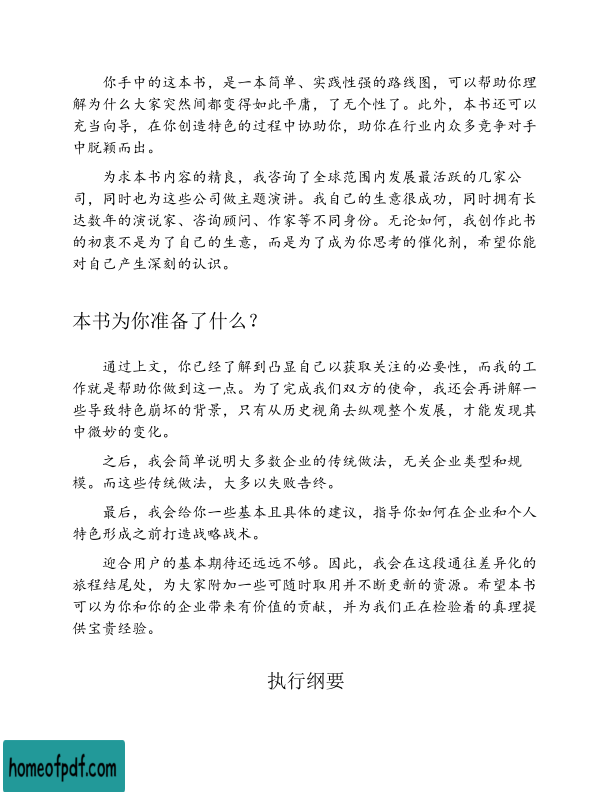 你手中的这本书，是一本简单、实践性强的路线图，可以帮助你理
解为什么大家突然间都变得如此平庸，了无个性了。此外，本书还可以
充当向导，在你创造特色的过程中协助你，助你在行业内众多竞争对手
中脱颖而出。
为求本书内容的精良，我咨询了全球范围内发展最活跃的几家公
司，同时也为这些公司做主题演讲。我自己的生意很成功，同时拥有长
达数年的演说家、咨询顾问、作家等不同身份。无论如何，我创作此书
的初衷不是为了自己的生意，而是为了成为你思考的催化剂，希望你能
对自己产生深刻的认识。
本书为你准备了什么？
通过上文，你已经了解到凸显自己以获取关注的必要性，而我的工
作就是帮助你做到这一点。为了完成我们双方的使命，我还会再讲解一
些导致特色崩坏的背景，只有从历史视角去纵观整个发展，才能发现其
中微妙的变化。
之后，我会简单说明大多数企业的传统做法，无关企业类型和规
模。而这些传统做法，大多以失败告终。
最后，我会给你一些基本且具体的建议，指导你如何在企业和个人
特色形成之前打造战略战术。
迎合用户的基本期待还远远不够。因此，我会在这段通往差异化的
旅程结尾处，为大家附加一些可随时取用并不断更新的资源。希望本书
可以为你和你的企业带来有价值的贡献，并为我们正在检验着的真理提
供宝贵经验。
执行纲要
homeofpdf.com